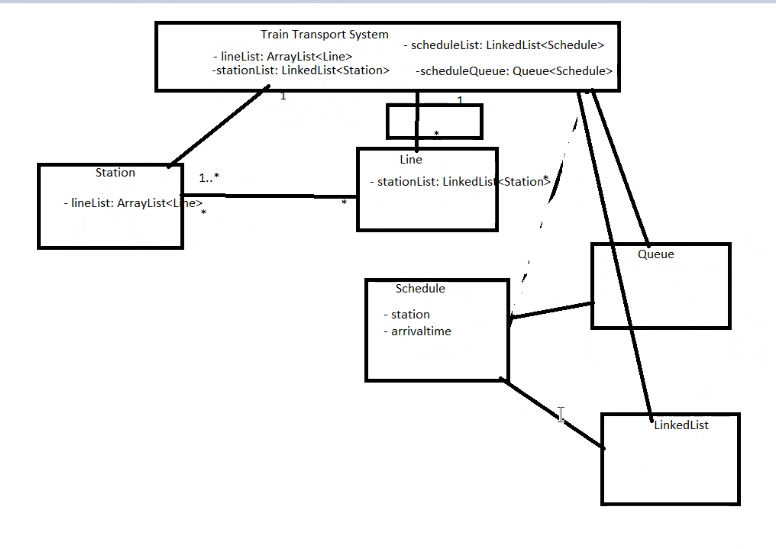 Train Transport System
- lineList: ArrayList<Line>
-stationList: LinkedList<Station>
- scheduleList: LinkedList<Schedule>
-scheduleQueue: Queue<Schedule>
1
1
*
Station
- lineList: ArrayList<Line>
1..*
*
*
Line
- stationList: LinkedList<Station>
*
Schedule
- station
- arrivaltime
Queue
LinkedList